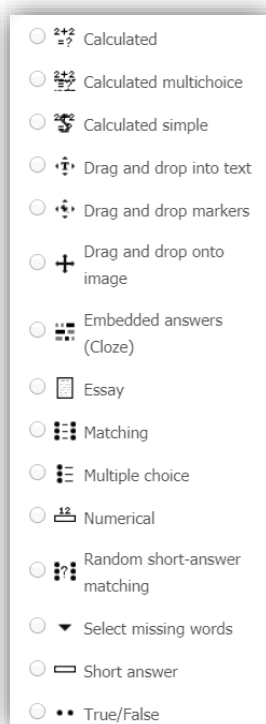 Calculated
Calculated multichoice
Calculated simple
Drag and drop into text
Drag and drop markers
Drag and drop onto
image
Embedded answers
(Cloze)
Essay
Matching
Multiple choice
Numerical
Random short-answer
matching
Select missing words
Short answer
True/False